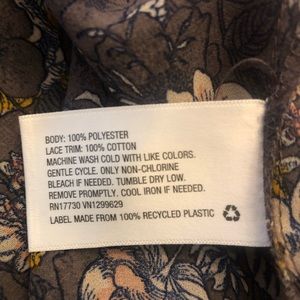 BODY: 100% POLYESTER
LACE TRIM: 100% COTTON
MACHINE WASH COLD WITH LIKE COLORS.
GENTLE CYCLE. ONLY NON-CHLORINE
BLEACH IF NEEDED. TUMBLE DRY LOW.
REMOVE PROMPTLY. COOL IRON IF NEEDED.
RN17730 VN1299629
LABEL MADE FROM 100% RECYCLED PLASTIC